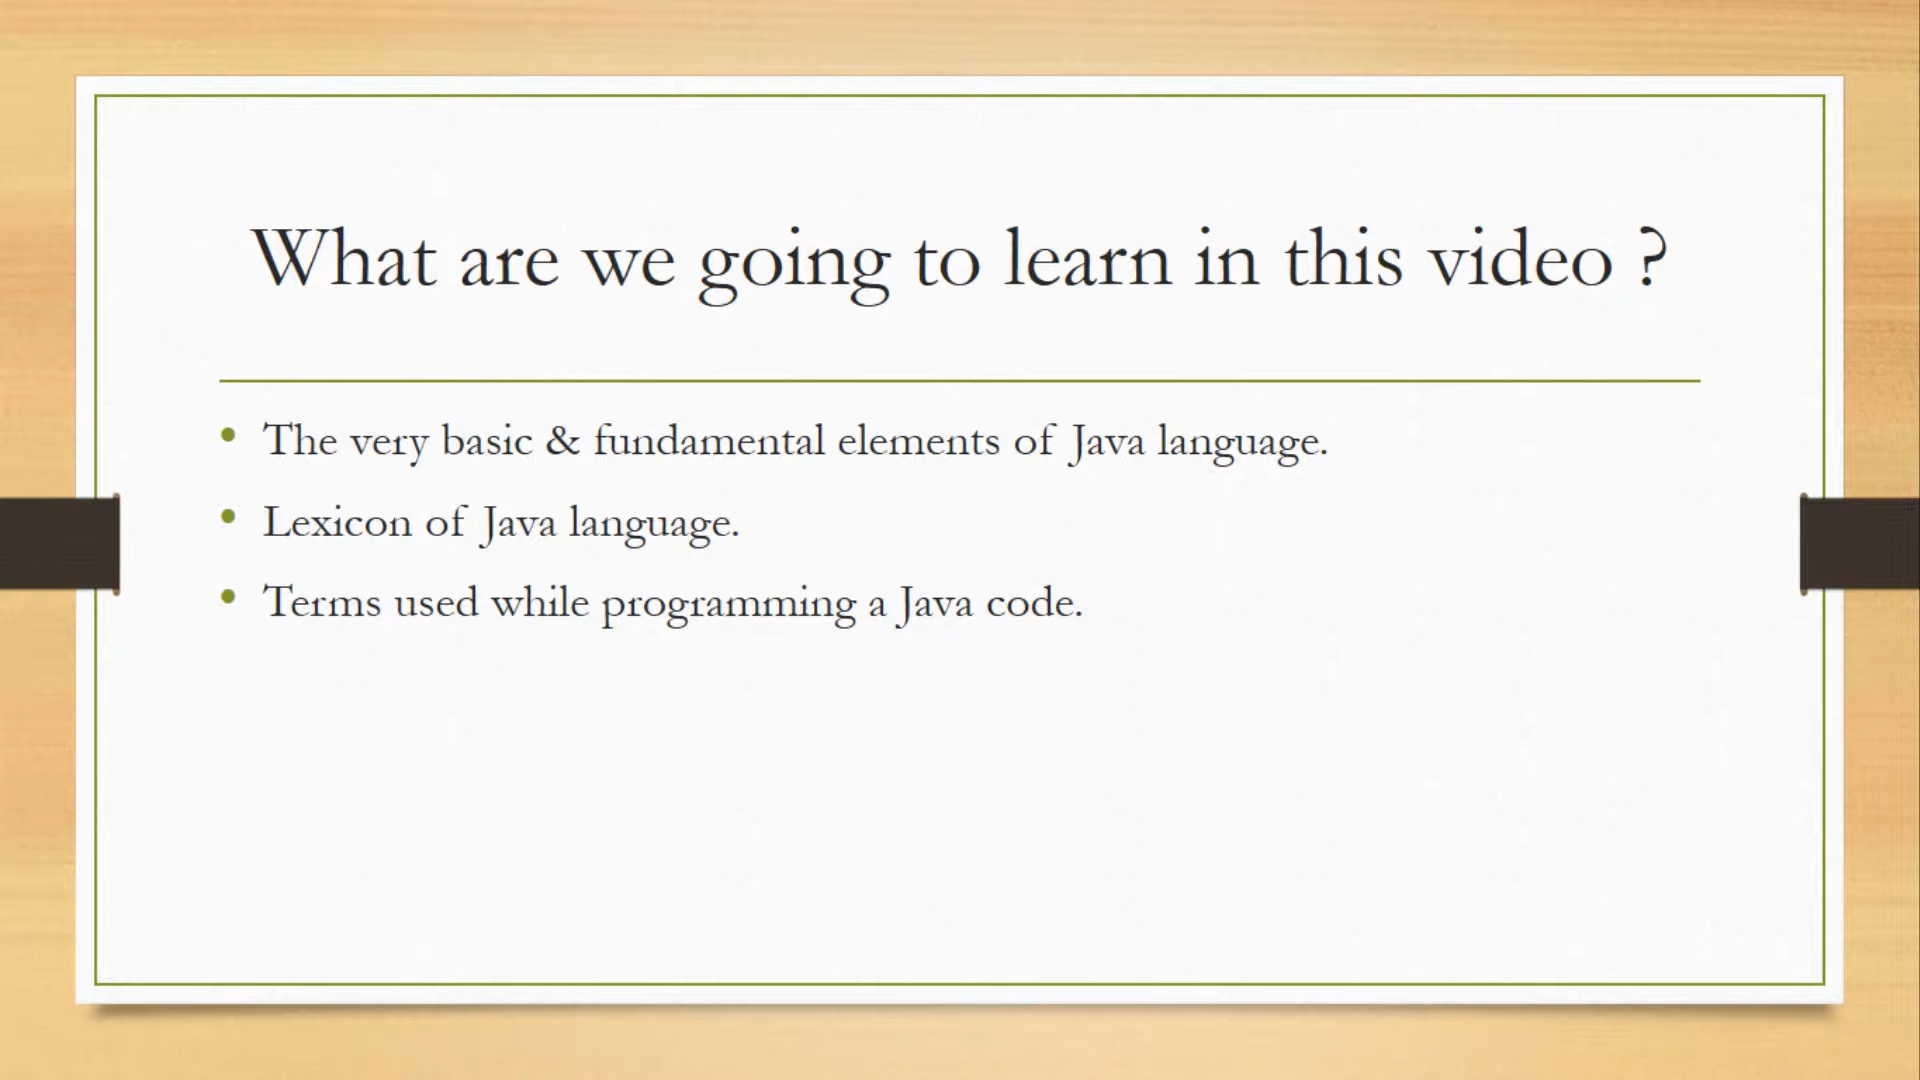 What are we going to learn in this video ?
• The very basic & fundamental elements of Java language.
• Lexicon of Java language.
• Terms used while programming a Java code.